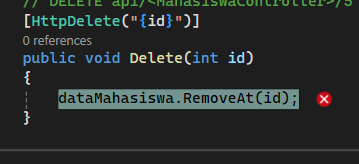 // DELETE api/<MahasiswaController>/5
[HttpDelete("{id}")]
0 references
public void Delete(int id)
{
dataMahasiswa.RemoveAt(id);
}